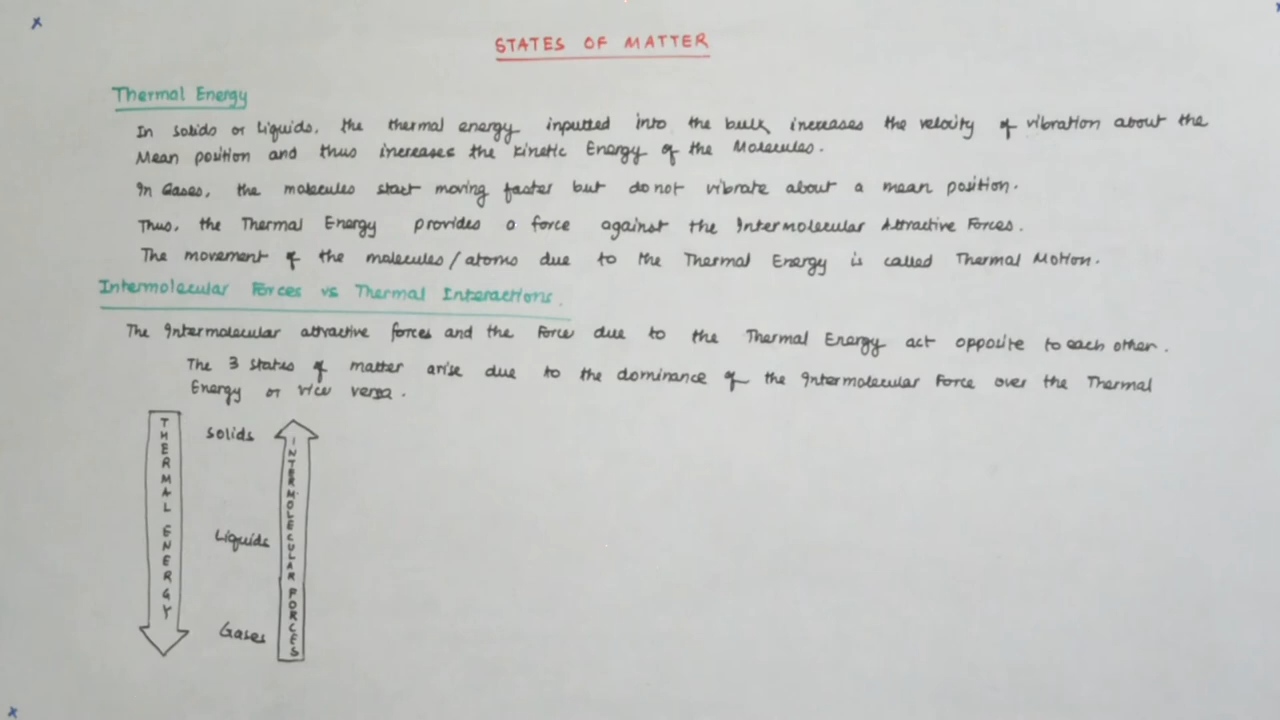 STATES OF MATTER
Thermal Energy
In Solids or Liquids, the thermal energy inputted into the bulk increases the velocity of vibration about the
Mean position and thus increases the Kinetic Energy of the Molecules.
In Gases, the molecules start moving faster but do not vibrate about a mean position.
Thus, the Thermal Energy provides a force against the Intermolecular Attractive Forces.
The movement of the molecules/atoms due to the Thermal Energy is called Thermal Motion.
Intermolecular Forces vs Thermal Interactions.
The Intermolecular attractive forces and the Force due to the Thermal Energy act opposite to each other.
The 3 States of matter arise due to the dominance of the Intermolecular Force over the Thermal
Energy or vice versa.
THERMAL ENERGY
Solids
Liquids
Gases
INTERMOLECULAR FORCES